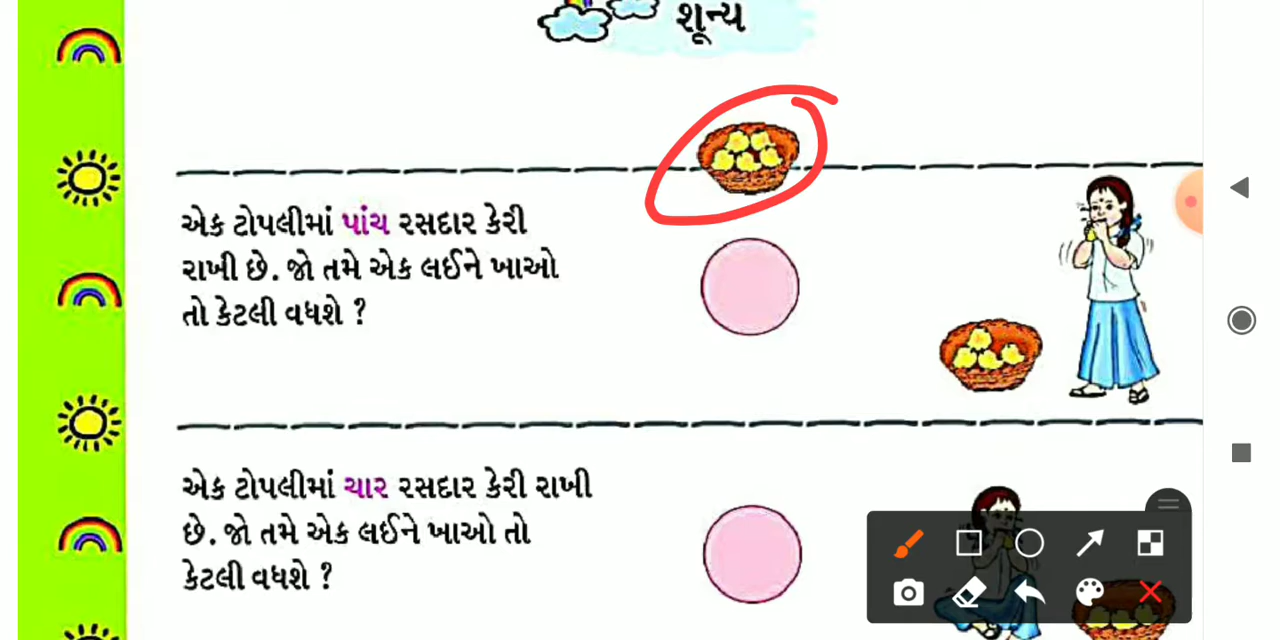 શૂન્ય
એક ટોપલીમાં પાંચ રસદાર કેરી
રાખી છે. જો તમે એક લઈને ખાઓ
તો કેટલી વધશે ?
એક ટોપલીમાં ચાર રસદાર કેરી રાખી
છે. જો તમે એક લઈને ખાઓ તો
કેટલી વધશે ?